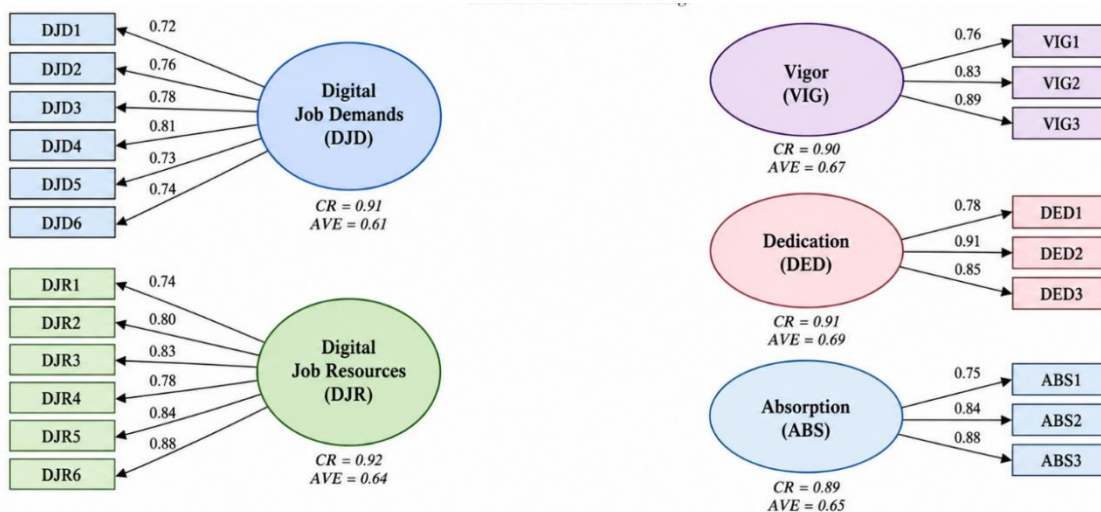 DJD1
DJD2
DJD3
DJD4
DJD5
DJD6
0.72
0.76
0.78
0.81
0.73
0.74
Digital
Job Demands
(DJD)
CR = 0.91
AVE = 0.61
DJR1
DJR2
DJR3
DJR4
DJR5
DJR6
0.74
0.80
0.83
0.78
0.84
0.88
Digital
Job Resources
(DJR)
CR = 0.92
AVE = 0.64
Vigor
(VIG)
CR = 0.90
AVE = 0.67
0.76
0.83
0.89
VIG1
VIG2
VIG3
Dedication
(DED)
CR = 0.91
AVE = 0.69
0.78
0.91
0.85
DED1
DED2
DED3
Absorption
(ABS)
CR = 0.89
AVE = 0.65
0.75
0.84
0.88
ABS1
ABS2
ABS3